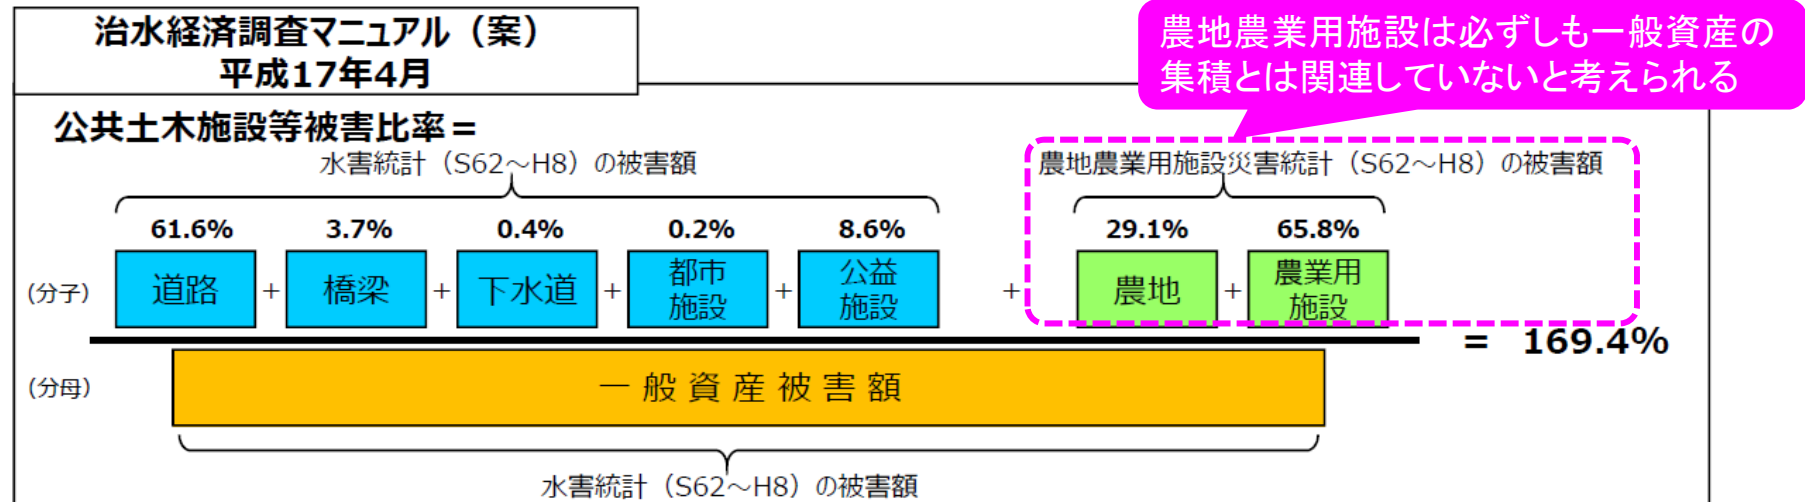 治水経済調査マニュアル（案）
平成17年4月
農地農業用施設は必ずしも一般資産の
集積とは関連していないと考えられる
公共土木施設等被害比率＝
水害統計（S62～H8）の被害額
農地農業用施設災害統計（S62～H8）の被害額
61.6% 3.7% 0.4% 0.2% 8.6% 29.1% 65.8%
(分子) 道路 + 橋梁 + 下水道 + 都市施設 + 公益施設 + 農地 + 農業用施設
= 169.4%
(分母) 一般資産被害額
水害統計（S62～H8）の被害額